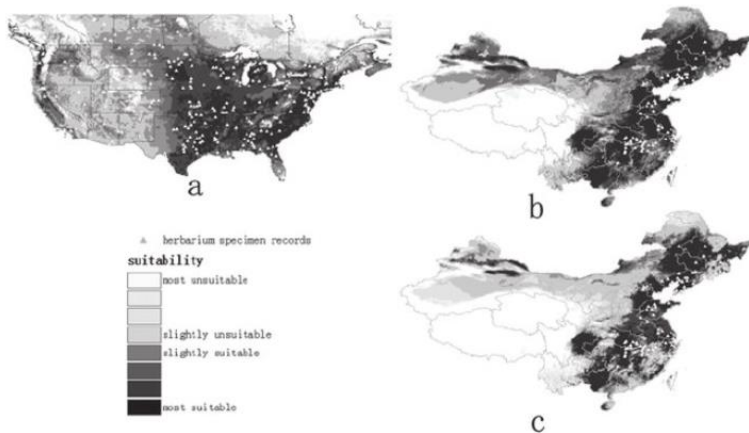 a
b
herbarium specimen records
suitability
most unsuitable
slightly unsuitable
slightly suitable
most suitable
c